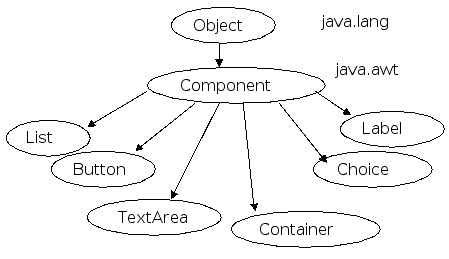 Object
java.lang
Component
java.awt
List
Button
TextArea
Container
Choice
Label